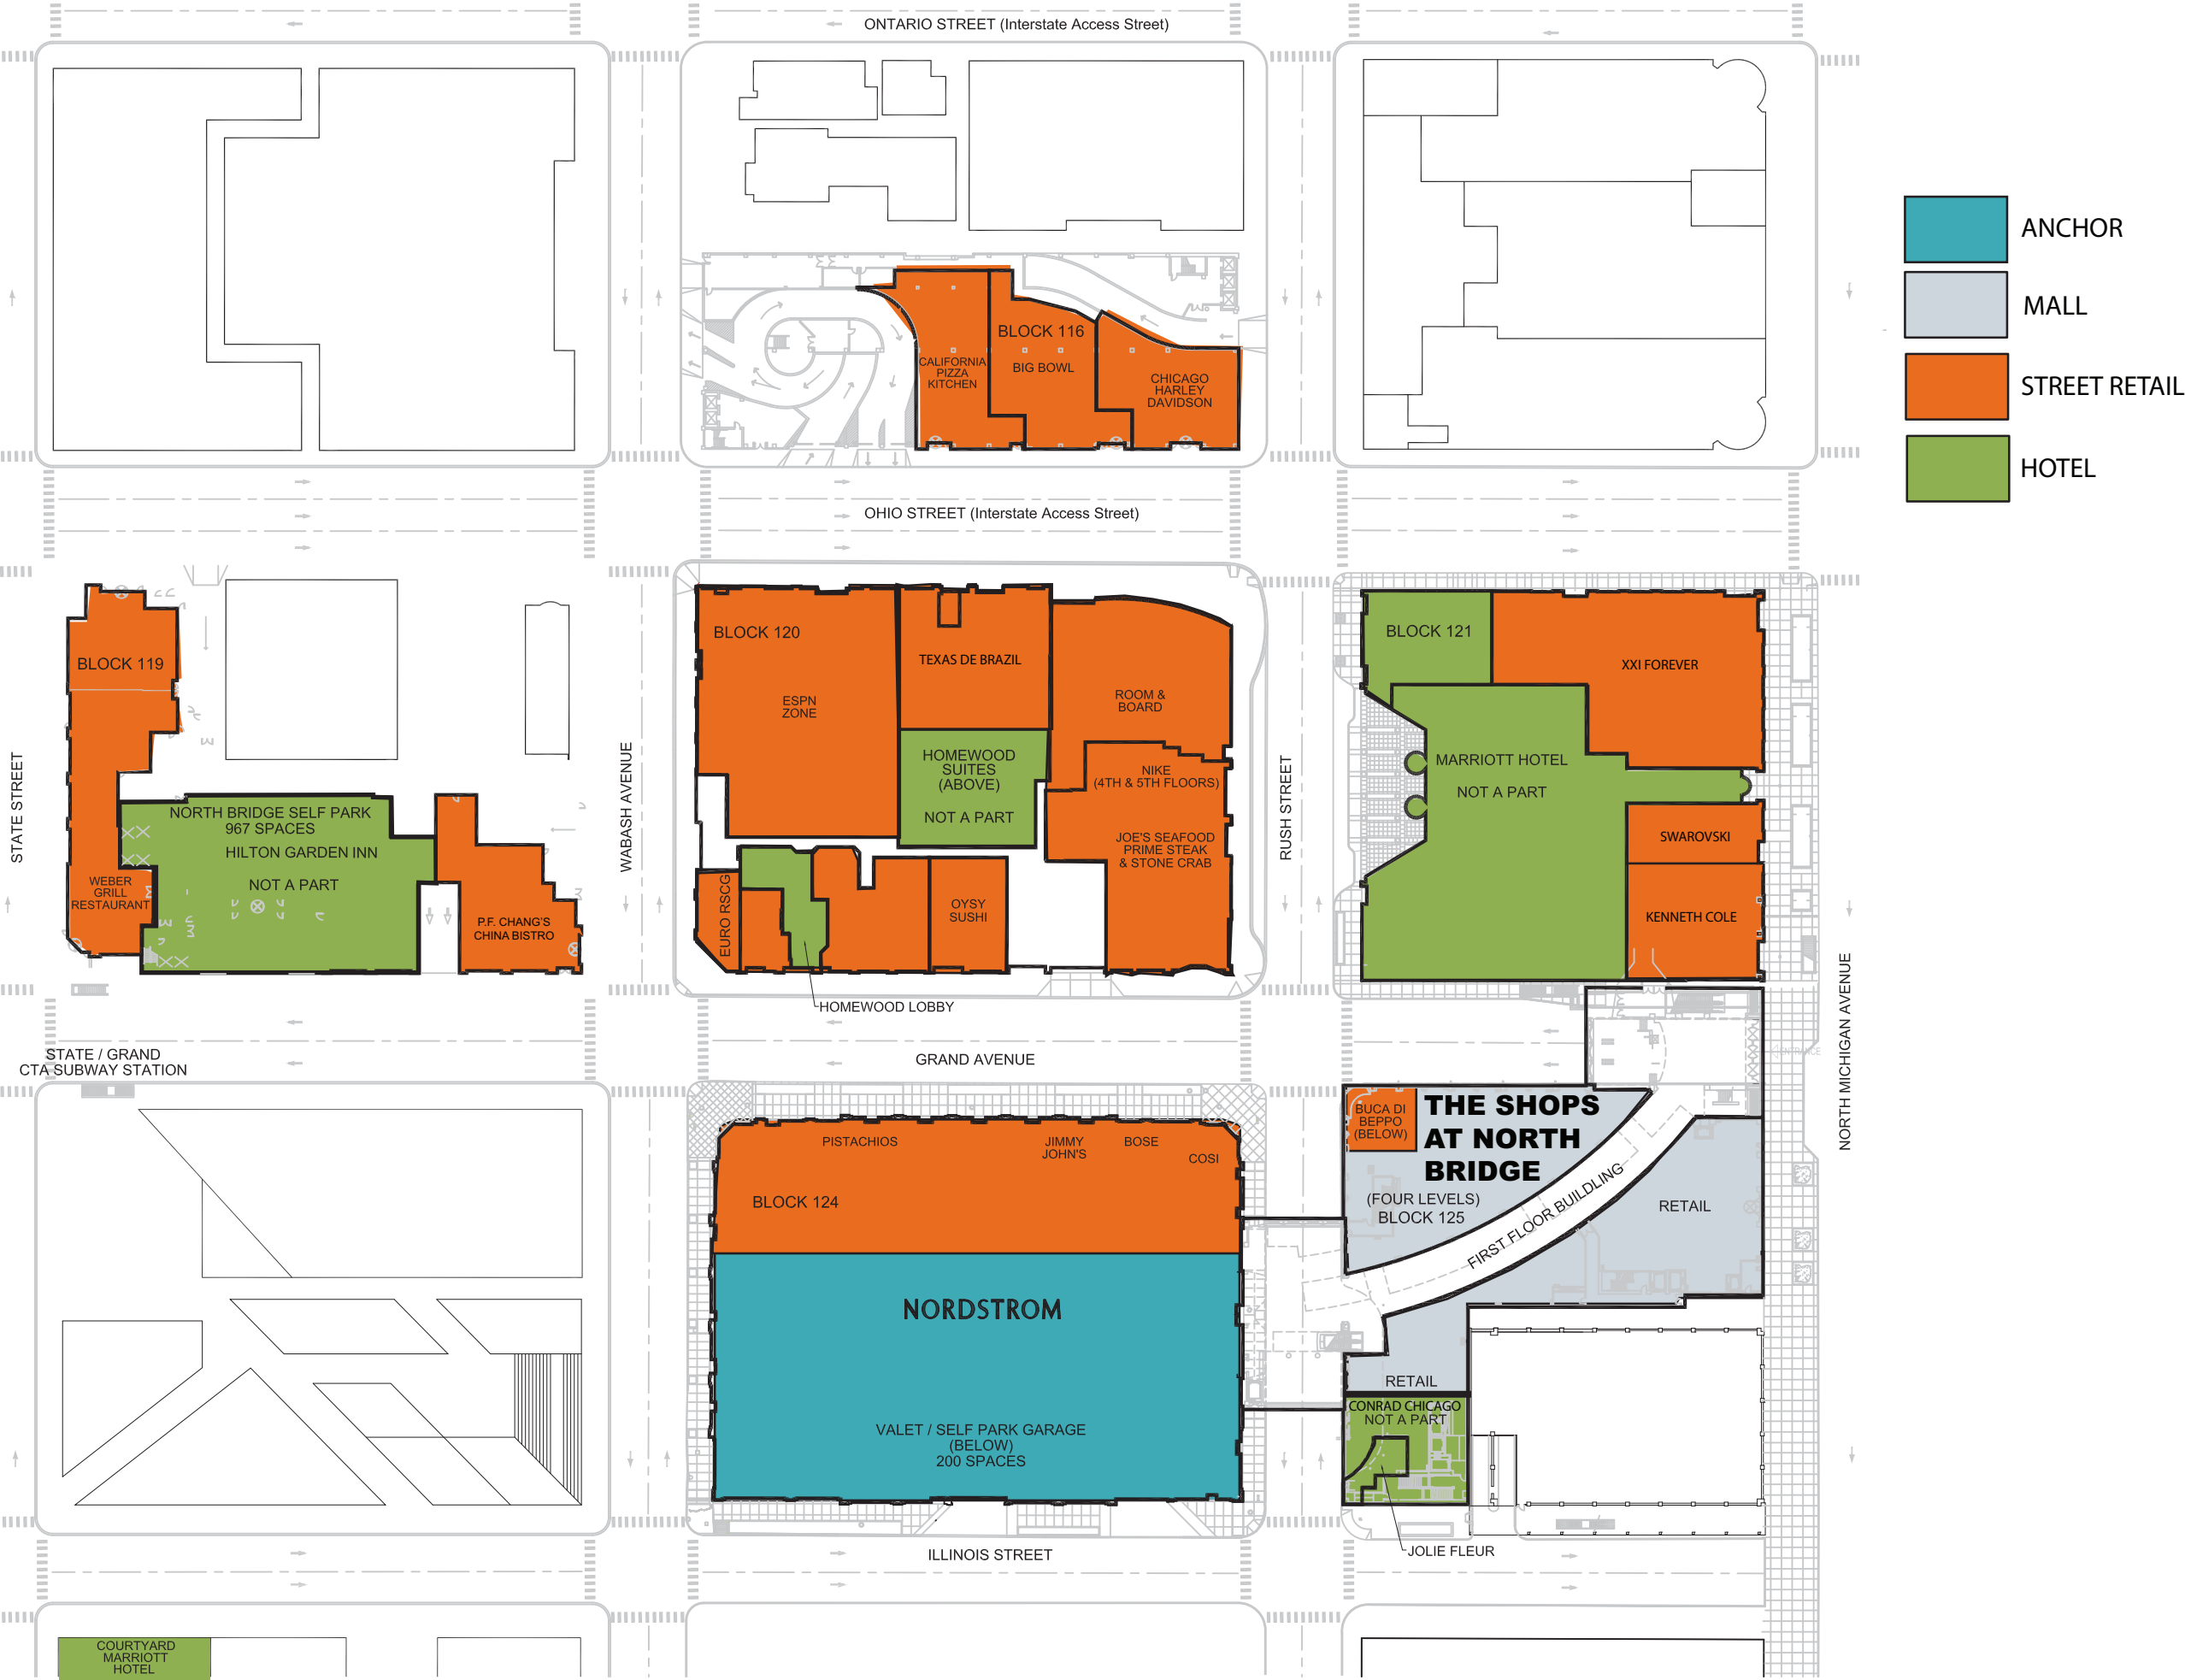 ONTARIO STREET (Interstate Access Street)
ANCHOR
MALL
STREET RETAIL
HOTEL
BLOCK 116
CALIFORNIA
PIZZA
KITCHEN
BIG BOWL
CHICAGO
HARLEY
DAVIDSON
OHIO STREET (Interstate Access Street)
BLOCK 119
NORTH BRIDGE SELF PARK
967 SPACES
HILTON GARDEN INN
NOT A PART
WEBER
GRILL
RESTAURANT
P.F. CHANG'S
CHINA BISTRO
STATE STREET
WABASH AVENUE
BLOCK 120
ESPN
ZONE
TEXAS DE BRAZIL
ROOM &
BOARD
HOMEWOOD
SUITES
(ABOVE)
NOT A PART
NIKE
(4TH & 5TH FLOORS)
JOE'S SEAFOOD
PRIME STEAK
& STONE CRAB
EURO RSCG
OYSY
SUSHI
HOMEWOOD LOBBY
RUSH STREET
BLOCK 121
XXI FOREVER
MARRIOTT HOTEL
NOT A PART
SWAROVSKI
KENNETH COLE
NORTH MICHIGAN AVENUE
STATE / GRAND
CTA SUBWAY STATION
GRAND AVENUE
ENTRANCE
PISTACHIOS
JIMMY
JOHN'S
BOSE
COSI
BLOCK 124
NORDSTROM
VALET / SELF PARK GARAGE
(BELOW)
200 SPACES
BUCA DI
BEPPO
(BELOW)
THE SHOPS
AT NORTH
BRIDGE
(FOUR LEVELS)
BLOCK 125
FIRST FLOOR BUILDLING
RETAIL
RETAIL
CONRAD CHICAGO
NOT A PART
JOLIE FLEUR
ILLINOIS STREET
COURTYARD
MARRIOTT
HOTEL